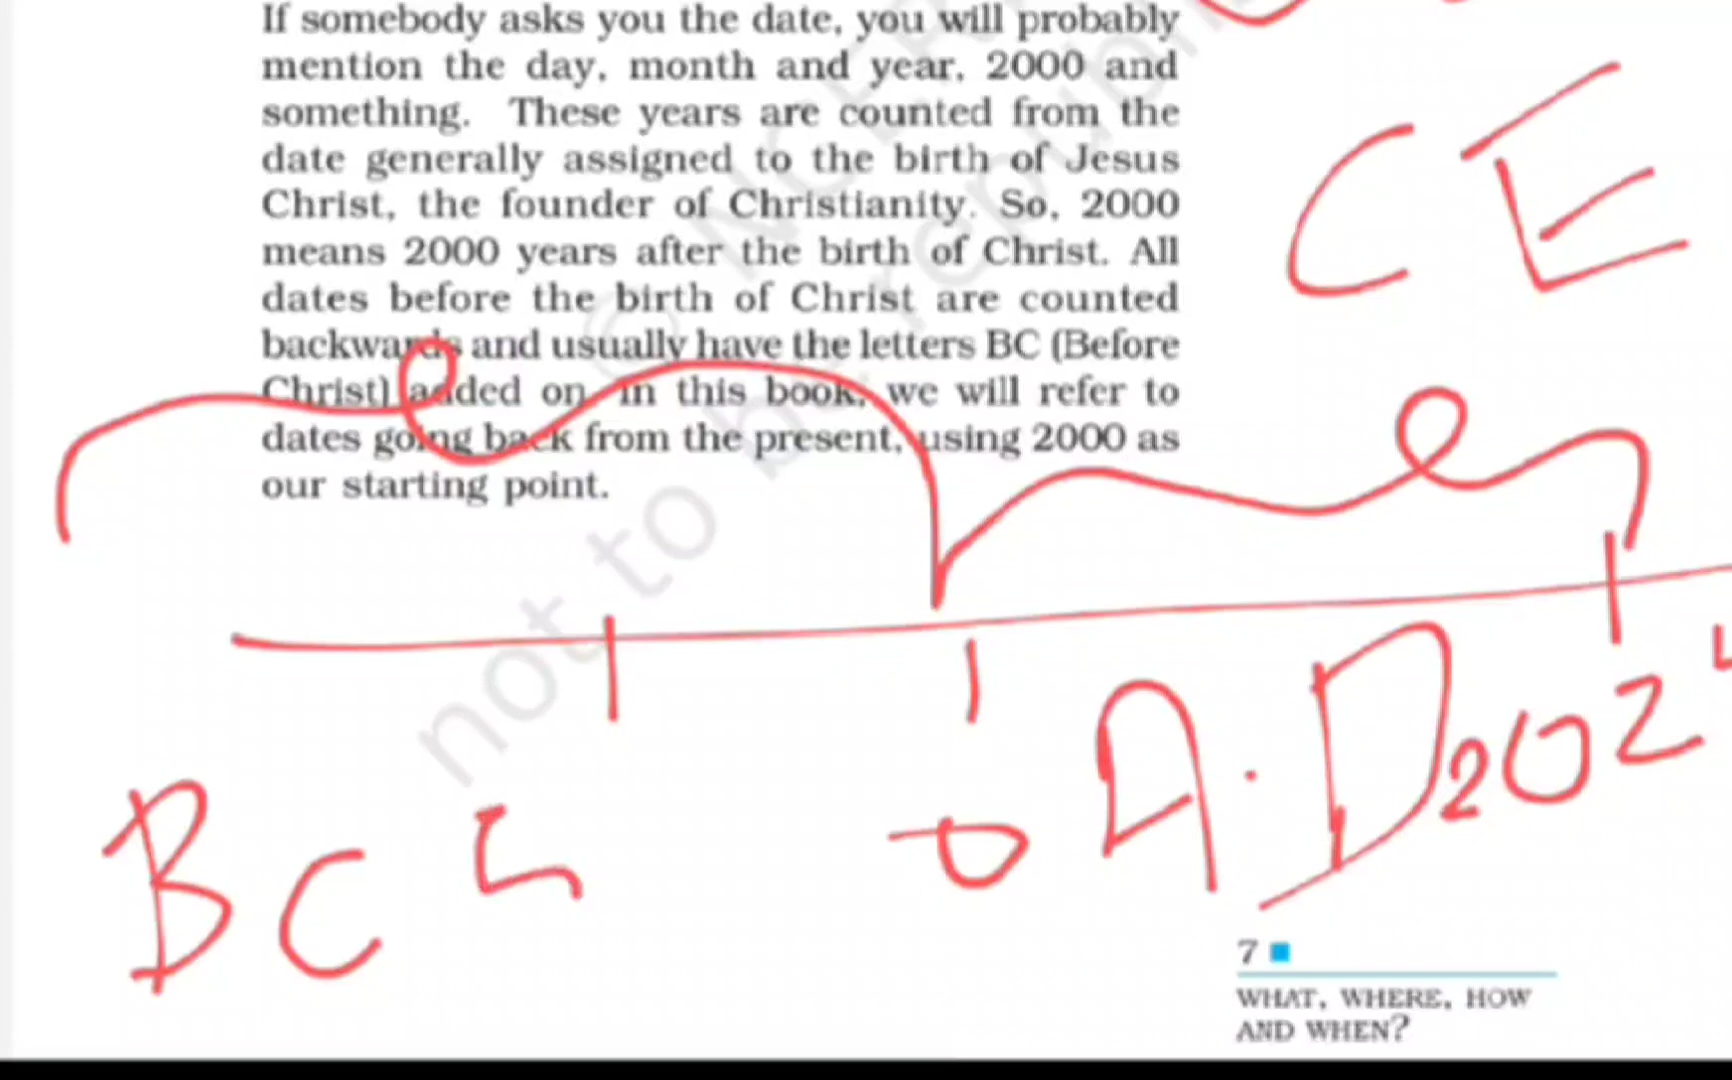 If somebody asks you the date, you will probably
mention the day, month and year, 2000 and
something. These years are counted from the
date generally assigned to the birth of Jesus
Christ, the founder of Christianity. So, 2000
means 2000 years after the birth of Christ. All
dates before the birth of Christ are counted
backwards and usually have the letters BC (Before
Christ) added on. In this book, we will refer to
dates going back from the present, using 2000 as
our starting point.
CE
not to be republ
© NCER
A.D 202
BC
0
7
WHAT, WHERE, HOW
AND WHEN?